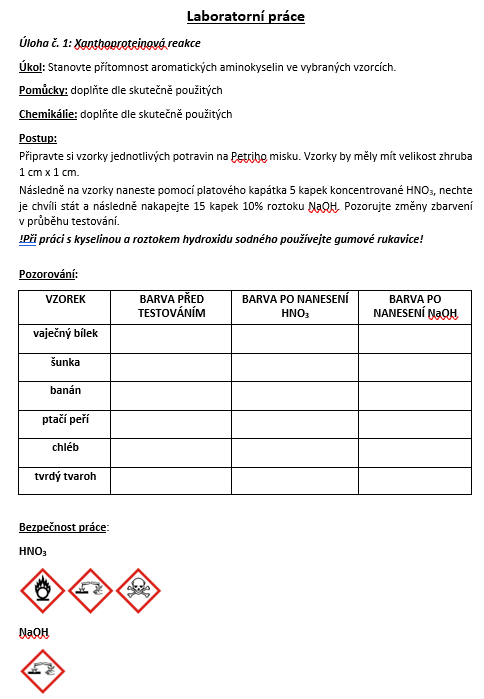 Laboratorní práce
Úloha č. 1: Xanthoproteinová reakce
Úkol: Stanovte přítomnost aromatických aminokyselin ve vybraných vzorcích.
Pomůcky: doplňte dle skutečně použitých
Chemikálie: doplňte dle skutečně použitých
Postup:
Připravte si vzorky jednotlivých potravin na Petriho misku. Vzorky by měly mít velikost zhruba
1 cm x 1 cm.
Následně na vzorky naneste pomocí platového kapátka 5 kapek koncentrované HNO₃, nechte
je chvíli stát a následně nakapejte 15 kapek 10% roztoku NaOH. Pozorujte změny zbarvení
v průběhu testování.
!Při práci s kyselinou a roztokem hydroxidu sodného používejte gumové rukavice!
Pozorování:
VZOREK BARVA PŘED TESTOVÁNÍM BARVA PO NANESENÍ HNO₃ BARVA PO NANESENÍ NaOH
vaječný bílek
šunka
banán
ptačí peří
chléb
tvrdý tvaroh
Bezpečnost práce:
HNO₃
NaOH